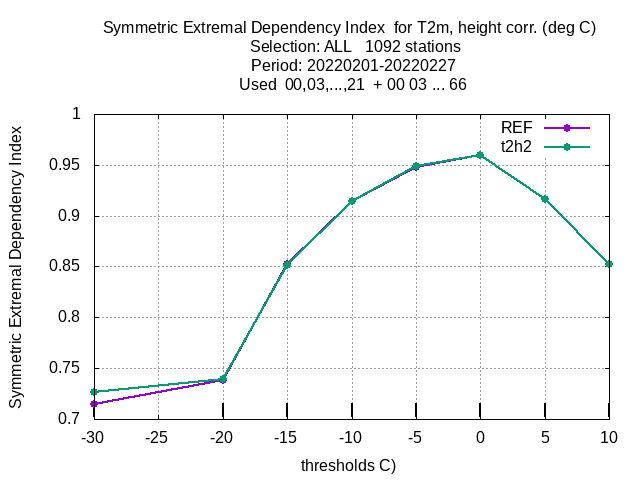 Symmetric Extremal Dependency Index  for T2m, height corr. (deg C)
Selection: ALL   1092 stations
Period: 20220201-20220227
Used  00,03,...,21  + 00 03 ... 66
Symmetric Extremal Dependency Index
1
0.95
0.9
0.85
0.8
0.75
0.7
REF
t2h2
-30 -25 -20 -15 -10 -5 0 5 10
thresholds C)